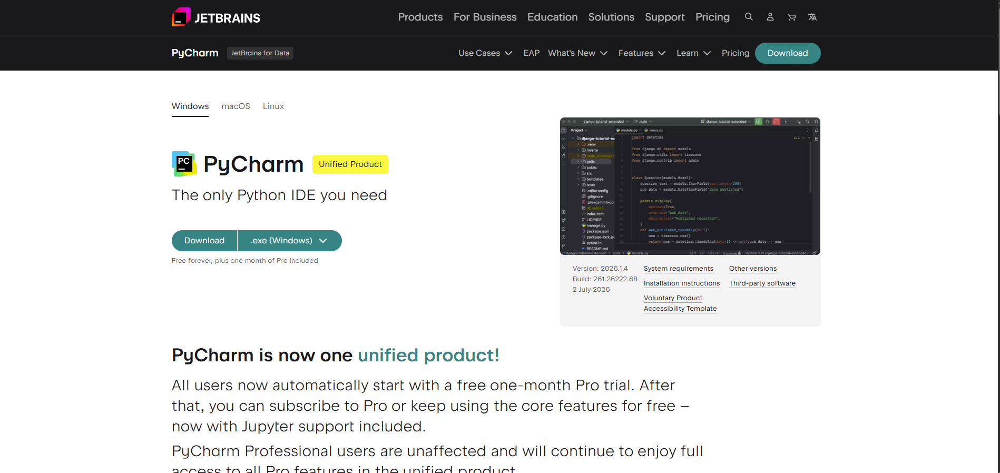 JETBRAINS
Products For Business Education Solutions Support Pricing
PyCharm JetBrains for Data
Use Cases EAP What's New Features Learn Pricing Download
Windows macOS Linux
PC
PyCharm Unified Product
The only Python IDE you need
Download .exe (Windows)
Free forever, plus one month of Pro included
django-tutorial-extended main django-tutorial-extended
Project
models.py views.py
django-tutorial-ex
.venv
mysite
node_modules
polls
public
src
templates
tests
.editorconfig
.gitignore
.pre-commit-cor
db.sqlite3
index.html
LICENSE
manage.py
package.json
package-lock.jso
pytest.ini
README.md
import datetime
from django.db import models
from django.utils import timezone
from django.contrib import admin
class Question(models.Model):
question_text = models.CharField(max_length=200)
pub_date = models.DateTimeField("date published")
@admin.display(
boolean=True,
ordering="pub_date",
description="Published recently?",
)
def was_published_recently(self):
now = timezone.now()
return now - datetime.timedelta(days=1) <= self.pub_date <= now
django-tutorial-extended > polls > models.py 32:1 LF UTF-8 4 spaces Python 3.11 (django-tutorial-extended)
Version: 2026.1.4
Build: 261.26222.68
2 July 2026
System requirements
Installation instructions
Voluntary Product
Accessibility Template
Other versions
Third-party software
PyCharm is now one unified product!
All users now automatically start with a free one-month Pro trial. After
that, you can subscribe to Pro or keep using the core features for free –
now with Jupyter support included.
PyCharm Professional users are unaffected and will continue to enjoy full
access to all Pro features in the unified product